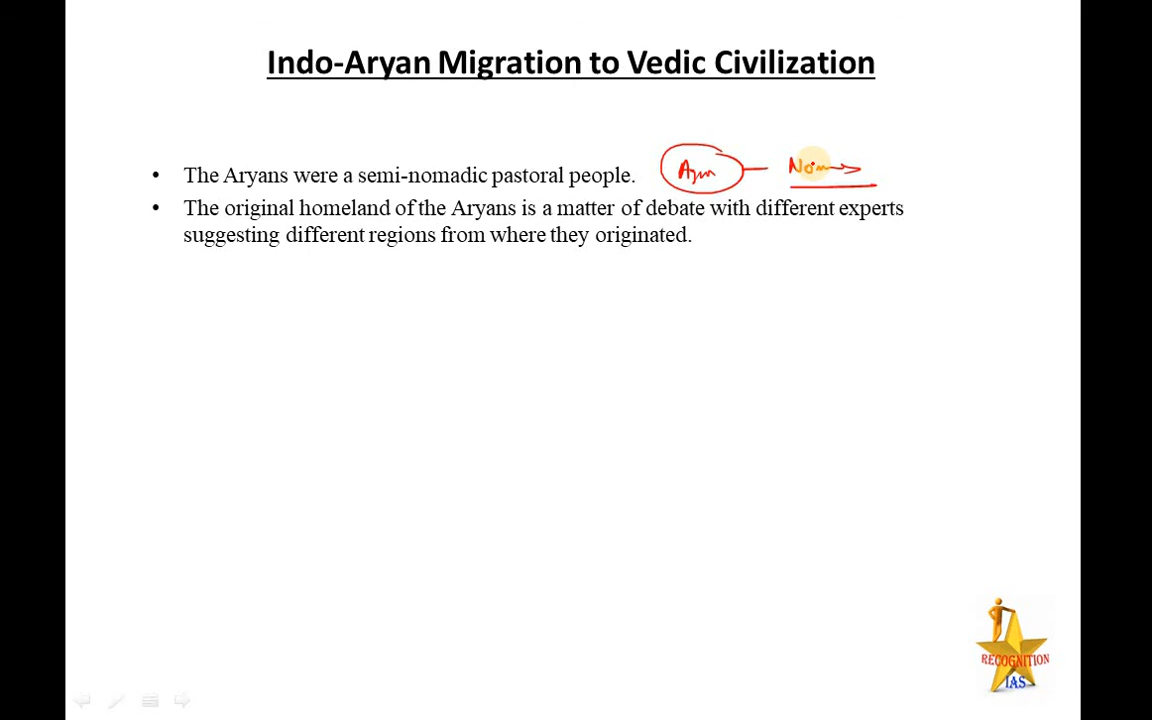 Indo-Aryan Migration to Vedic Civilization
• The Aryans were a semi-nomadic pastoral people.
• The original homeland of the Aryans is a matter of debate with different experts
suggesting different regions from where they originated.
RECOGNITION
IAS